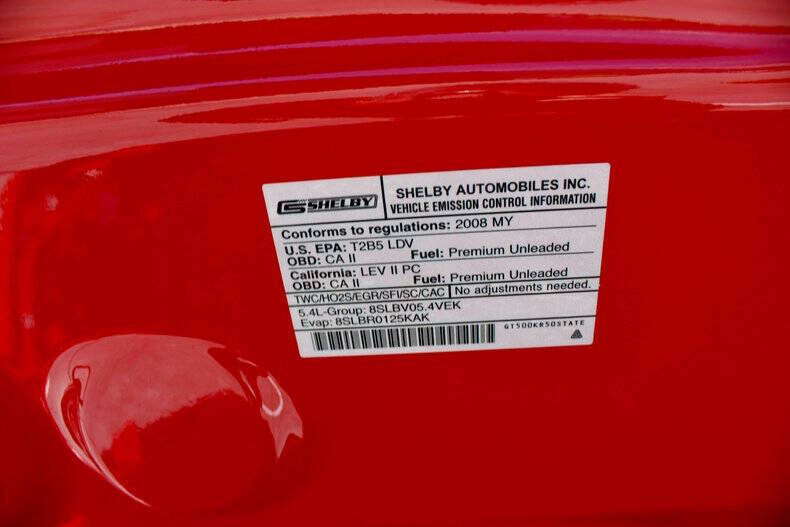 SHELBY
SHELBY AUTOMOBILES INC.
VEHICLE EMISSION CONTROL INFORMATION
Conforms to regulations: 2008 MY
U.S. EPA: T2B5 LDV
OBD: CA II Fuel: Premium Unleaded
California: LEV II PC
OBD: CA II Fuel: Premium Unleaded
TWC/HO2S/EGR/SFI/SC/CAC No adjustments needed.
5.4L-Group: 8SLBV05.4VEK
Evap: 8SLBR0125KAK
GT500KR50STATE